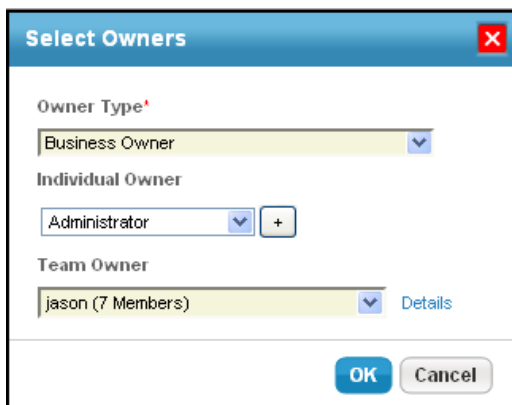 Select Owners
Owner Type*
Business Owner
Individual Owner
Administrator +
Team Owner
jason (7 Members) Details
OK Cancel